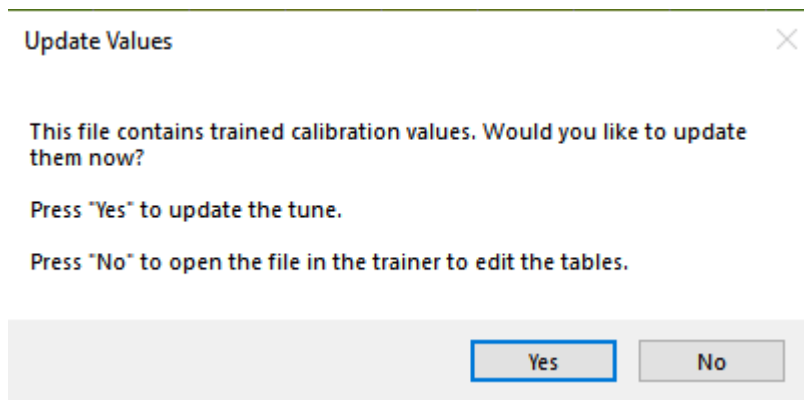 Update Values
This file contains trained calibration values. Would you like to update
them now?
Press "Yes" to update the tune.
Press "No" to open the file in the trainer to edit the tables.
Yes
No